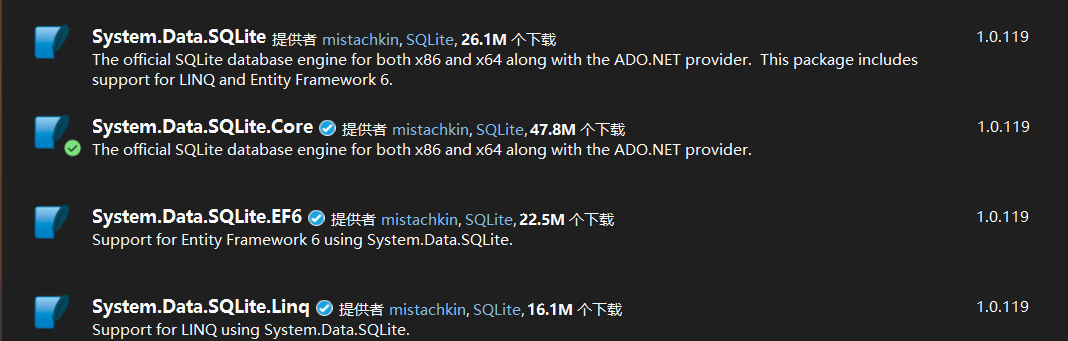 System.Data.SQLite 提供者 mistachkin, SQLite, 26.1M 个下载 1.0.119
The official SQLite database engine for both x86 and x64 along with the ADO.NET provider.  This package includes
support for LINQ and Entity Framework 6.
System.Data.SQLite.Core 提供者 mistachkin, SQLite, 47.8M 个下载 1.0.119
The official SQLite database engine for both x86 and x64 along with the ADO.NET provider.
System.Data.SQLite.EF6 提供者 mistachkin, SQLite, 22.5M 个下载 1.0.119
Support for Entity Framework 6 using System.Data.SQLite.
System.Data.SQLite.Linq 提供者 mistachkin, SQLite, 16.1M 个下载 1.0.119
Support for LINQ using System.Data.SQLite.